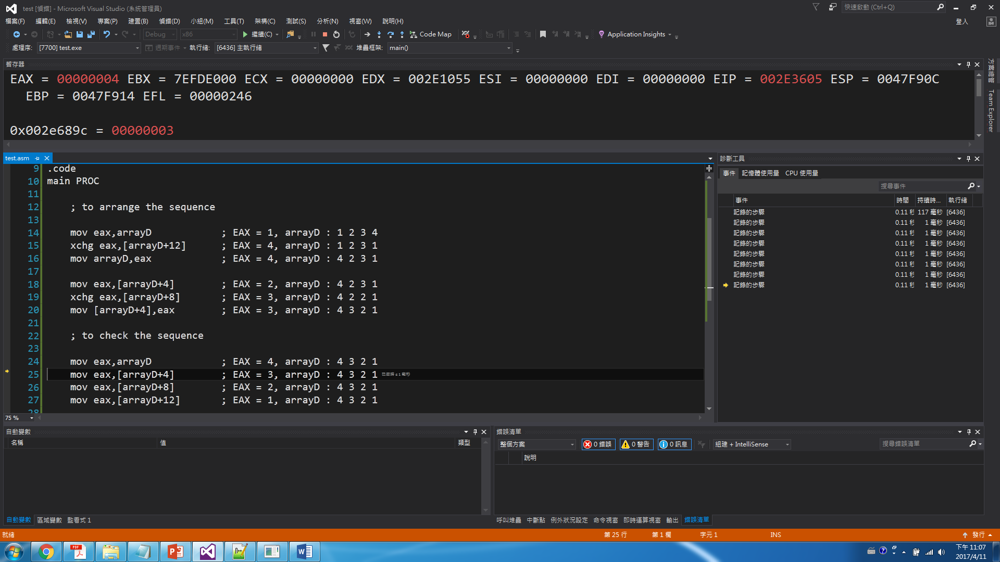 test [偵錯] - Microsoft Visual Studio (系統管理員)
快速啟動 (Ctrl+Q)
檔案(F) 編輯(E) 檢視(V) 專案(P) 建置(B) 偵錯(D) 小組(M) 工具(T) 架構(C) 測試(S) 分析(N) 視窗(W) 說明(H)
登入
Debug x86 繼續(C) Code Map Application Insights
處理序: [7700] test.exe 週期事件 執行緒: [6436] 主執行緒 堆疊框架: main()
暫存器
EAX = 00000004 EBX = 7EFDE000 ECX = 00000000 EDX = 002E1055 ESI = 00000000 EDI = 00000000 EIP = 002E3605 ESP = 0047F90C
EBP = 0047F914 EFL = 00000246
0x002e689c = 00000003
方案總管
Team Explorer
test.asm
9 .code
10 main PROC
11
12 ; to arrange the sequence
13
14 mov eax,arrayD ; EAX = 1, arrayD : 1 2 3 4
15 xchg eax,[arrayD+12] ; EAX = 4, arrayD : 1 2 3 1
16 mov arrayD,eax ; EAX = 4, arrayD : 4 2 3 1
17
18 mov eax,[arrayD+4] ; EAX = 2, arrayD : 4 2 3 1
19 xchg eax,[arrayD+8] ; EAX = 3, arrayD : 4 2 2 1
20 mov [arrayD+4],eax ; EAX = 3, arrayD : 4 3 2 1
21
22 ; to check the sequence
23
24 mov eax,arrayD ; EAX = 4, arrayD : 4 3 2 1
25 mov eax,[arrayD+4] ; EAX = 3, arrayD : 4 3 2 1 已歷時 ≤ 1 毫秒
26 mov eax,[arrayD+8] ; EAX = 2, arrayD : 4 3 2 1
27 mov eax,[arrayD+12] ; EAX = 1, arrayD : 4 3 2 1
28
75 %
診斷工具
事件 記憶體使用量 CPU 使用量
搜尋事件
事件 時間 持續時... 執行緒
記錄的步驟 0.11 秒 117 毫秒 [6436]
記錄的步驟 0.11 秒 1 毫秒 [6436]
記錄的步驟 0.11 秒 1 毫秒 [6436]
記錄的步驟 0.11 秒 1 毫秒 [6436]
記錄的步驟 0.11 秒 1 毫秒 [6436]
記錄的步驟 0.11 秒 1 毫秒 [6436]
記錄的步驟 0.11 秒 1 毫秒 [6436]
記錄的步驟 0.11 秒 1 毫秒 [6436]
自動變數
名稱 值 類型
自動變數 區域變數 監看式 1
錯誤清單
整個方案 0 錯誤 0 警告 0 訊息 組建 + IntelliSense 搜尋錯誤清單
說明
呼叫堆疊 中斷點 例外狀況設定 命令視窗 即時運算視窗 輸出 錯誤清單
就緒 第 25 行 第 1 欄 字元 1 INS 發行
下午 11:07
2017/4/11